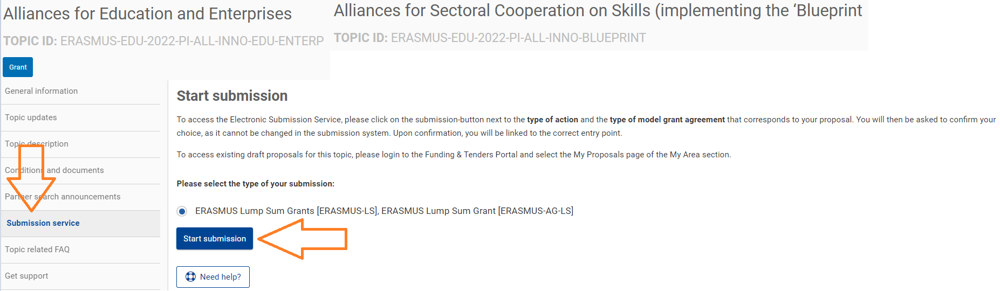 Alliances for Education and Enterprises
TOPIC ID: ERASMUS-EDU-2022-PI-ALL-INNO-EDU-ENTERP
Alliances for Sectoral Cooperation on Skills (implementing the ‘Blueprint
TOPIC ID: ERASMUS-EDU-2022-PI-ALL-INNO-BLUEPRINT
Grant
General information
Topic updates
Topic description
Conditions and documents
Partner search announcements
Submission service
Topic related FAQ
Get support
Start submission
To access the Electronic Submission Service, please click on the submission-button next to the type of action and the type of model grant agreement that corresponds to your proposal. You will then be asked to confirm your
choice, as it cannot be changed in the submission system. Upon confirmation, you will be linked to the correct entry point.
To access existing draft proposals for this topic, please login to the Funding & Tenders Portal and select the My Proposals page of the My Area section.
Please select the type of your submission:
ERASMUS Lump Sum Grants [ERASMUS-LS], ERASMUS Lump Sum Grant [ERASMUS-AG-LS]
Start submission
Need help?